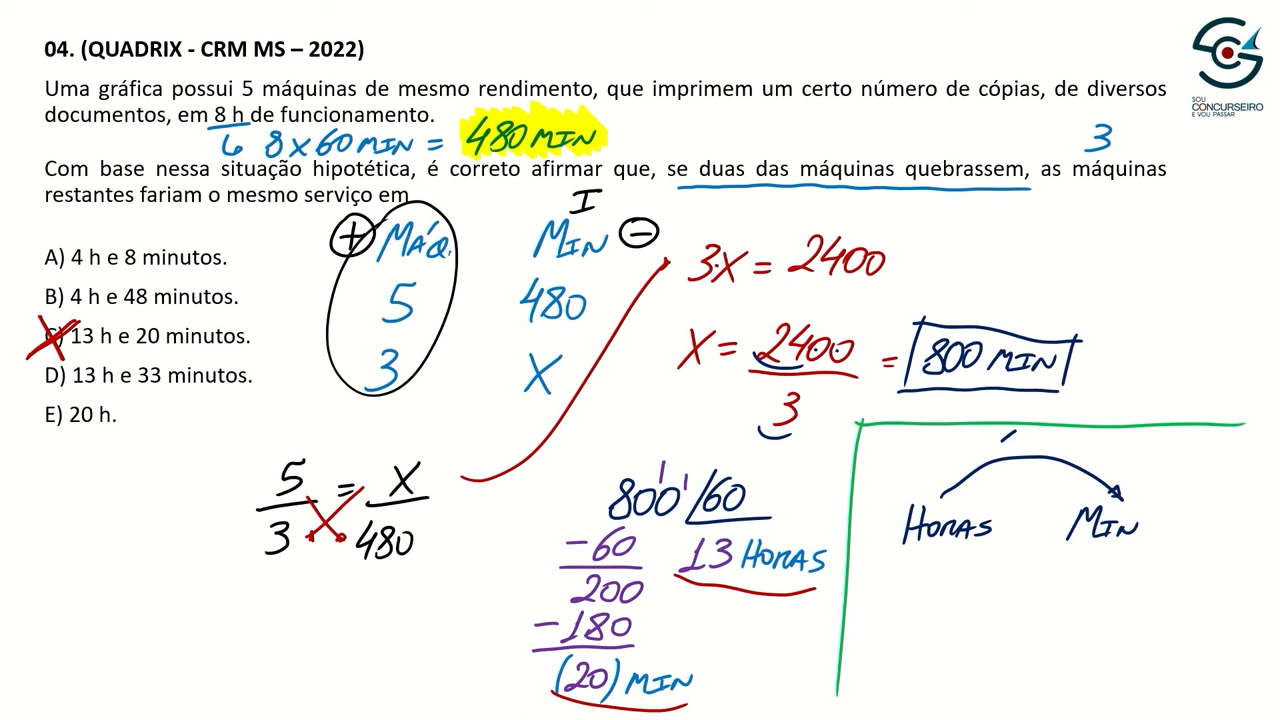 04. (QUADRIX - CRM MS – 2022)
Uma gráfica possui 5 máquinas de mesmo rendimento, que imprimem um certo número de cópias, de diversos
documentos, em 8 h de funcionamento.
8 x 60 MIN = 480 MIN
3
Com base nessa situação hipotética, é correto afirmar que, se duas das máquinas quebrassem, as máquinas
restantes fariam o mesmo serviço em
A) 4 h e 8 minutos.
B) 4 h e 48 minutos.
C) 13 h e 20 minutos.
D) 13 h e 33 minutos.
E) 20 h.
I
+ MÁQ. MIN −
5 480
3 X
5/3 = X/480
3.X = 2400
X = 2400/3 = 800 MIN
800 /60
-60 13 HORAS
200
-180
(20) MIN
HORAS MIN
SOU
CONCURSEIRO
E VOU PASSAR